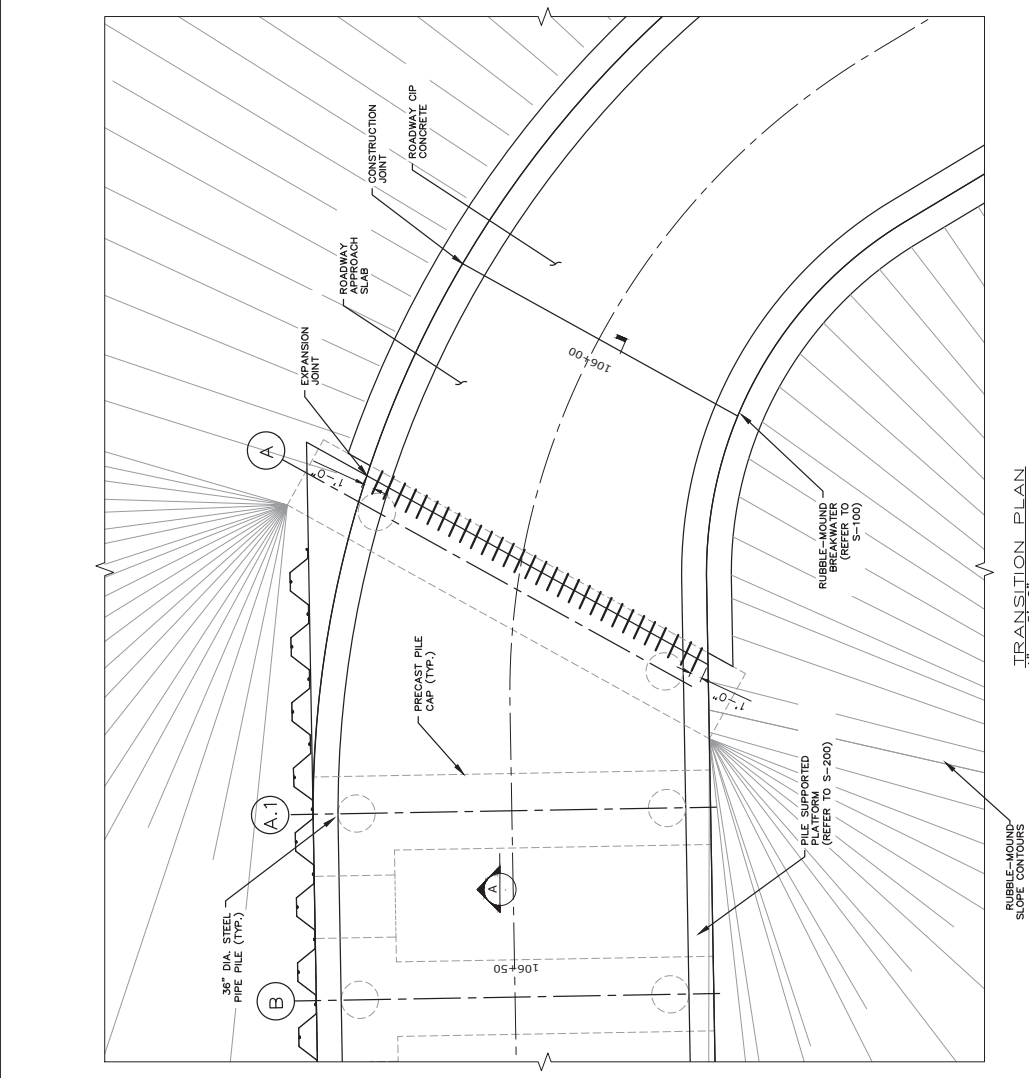 CONSTRUCTION
JOINT
ROADWAY CIP
CONCRETE
ROADWAY
APPROACH
SLAB
EXPANSION
JOINT
A
1'-0"
106+00
RUBBLE-MOUND
BREAKWATER
(REFER TO
S-100)
1'-0"
PRECAST PILE
CAP (TYP.)
A.1
PILE SUPPORTED
PLATFORM
(REFER TO S-200)
A
36" DIA. STEEL
PIPE PILE (TYP.)
B
106+50
RUBBLE-MOUND
SLOPE CONTOURS
TRANSITION PLAN